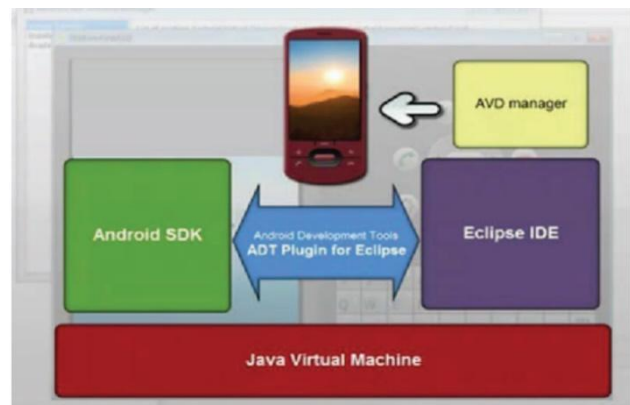 AVD manager
Android SDK
Android Development Tools
ADT Plugin for Eclipse
Eclipse IDE
Java Virtual Machine